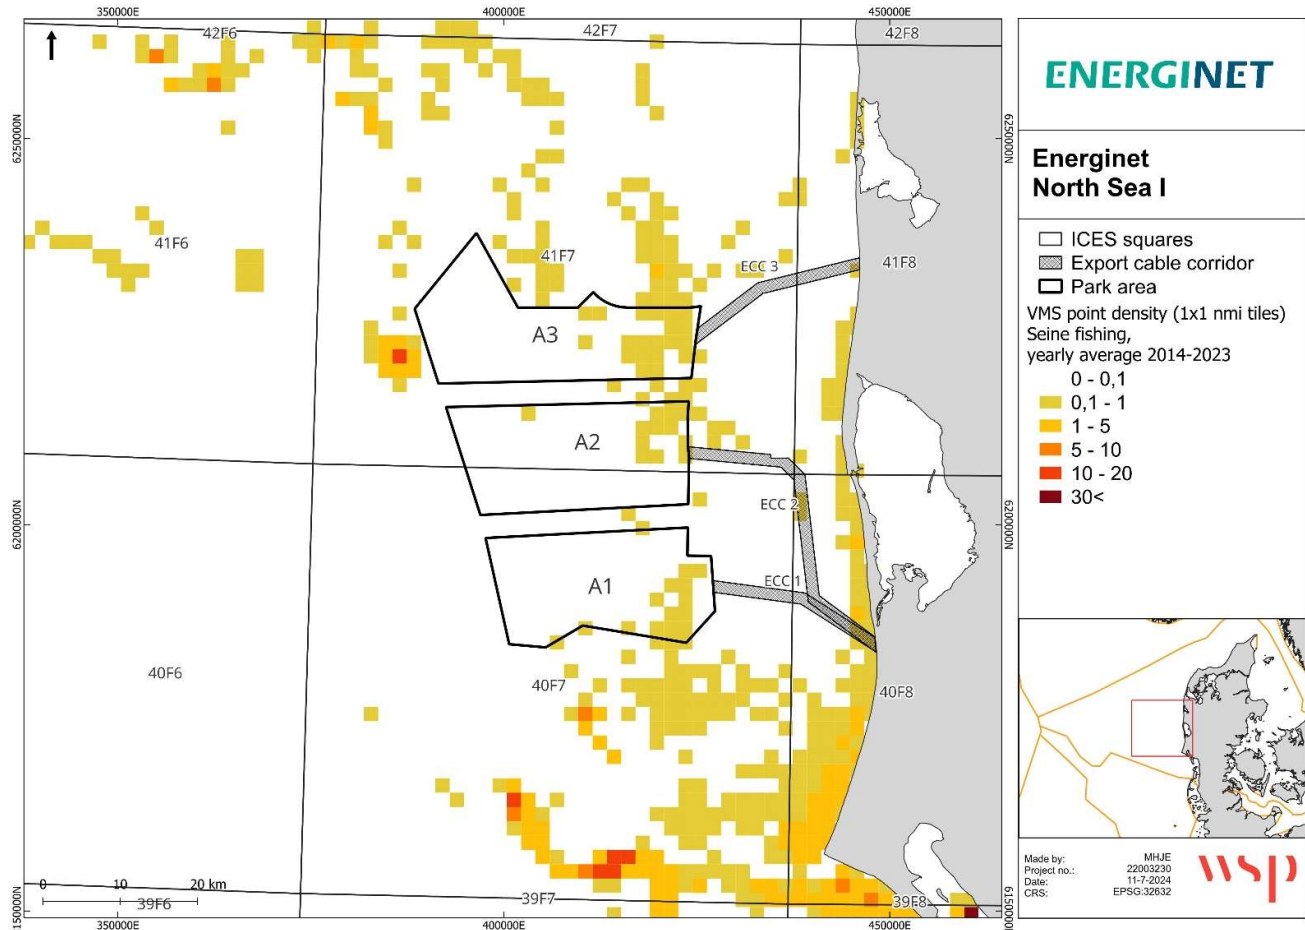 350000E
400000E
450000E
42F6
42F7
42F8
6250000N
6250000N
41F6
41F7
41F8
ECC 3
A3
A2
ECC 2
6200000N
6200000N
A1
ECC 1
40F6
40F7
40F8
0
10
20 km
39F6
39F7
39F8
350000E
400000E
450000E
ENERGINET
Energinet
North Sea I
ICES squares
Export cable corridor
Park area
VMS point density (1x1 nmi tiles)
Seine fishing,
yearly average 2014-2023
0 - 0,1
0,1 - 1
1 - 5
5 - 10
10 - 20
30<
Made by: MHJE
Project no.: 22003230
Date: 11-7-2024
CRS: EPSG:32632
wsp